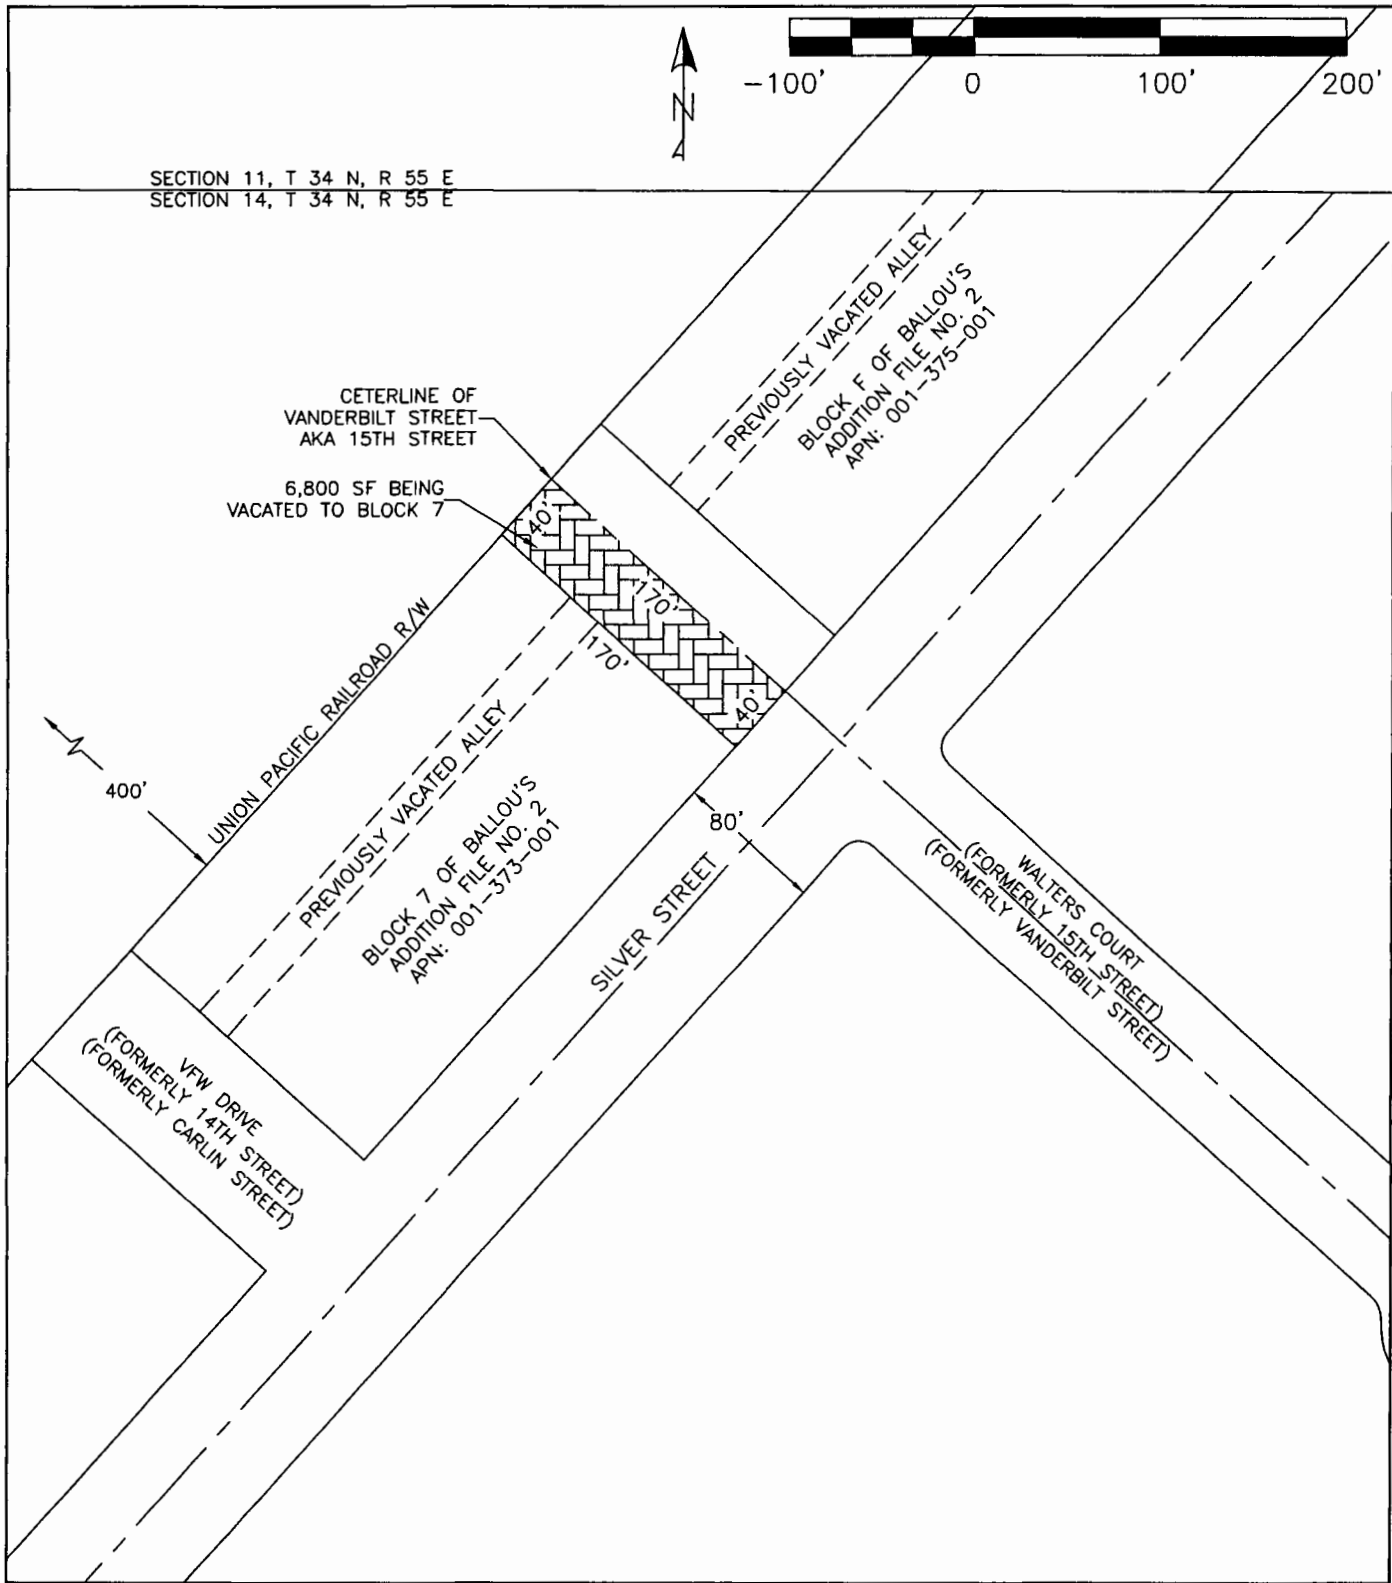 -100' 0 100' 200'
N
SECTION 11, T 34 N, R 55 E
SECTION 14, T 34 N, R 55 E
PREVIOUSLY VACATED ALLEY
BLOCK F OF BALLOU'S
ADDITION FILE NO. 2
APN: 001-375-001
CETERLINE OF
VANDERBILT STREET
AKA 15TH STREET
6,800 SF BEING
VACATED TO BLOCK 7
40'
170'
170'
40'
UNION PACIFIC RAILROAD R/W
400'
PREVIOUSLY VACATED ALLEY
BLOCK 7 OF BALLOU'S
ADDITION FILE NO. 2
APN: 001-373-001
80'
SILVER STREET
WALTERS COURT
(FORMERLY 15TH STREET)
(FORMERLY VANDERBILT STREET)
VFW DRIVE
(FORMERLY 14TH STREET)
(FORMERLY CARLIN STREET)